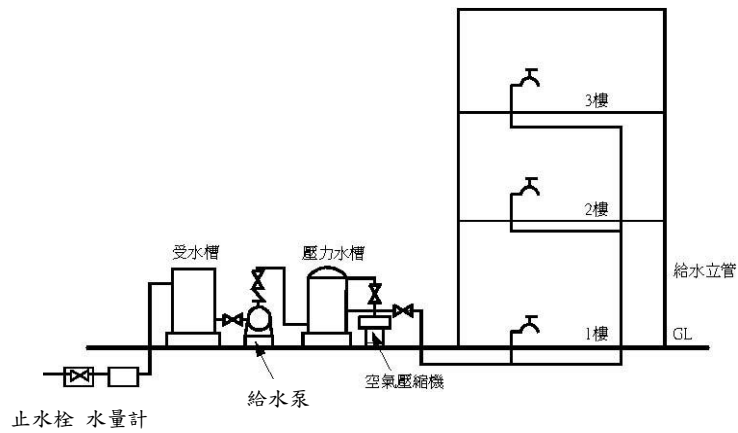 3樓
2樓
受水槽
壓力水槽
給水立管
1樓
GL
空氣壓縮機
給水泵
止水栓 水量計